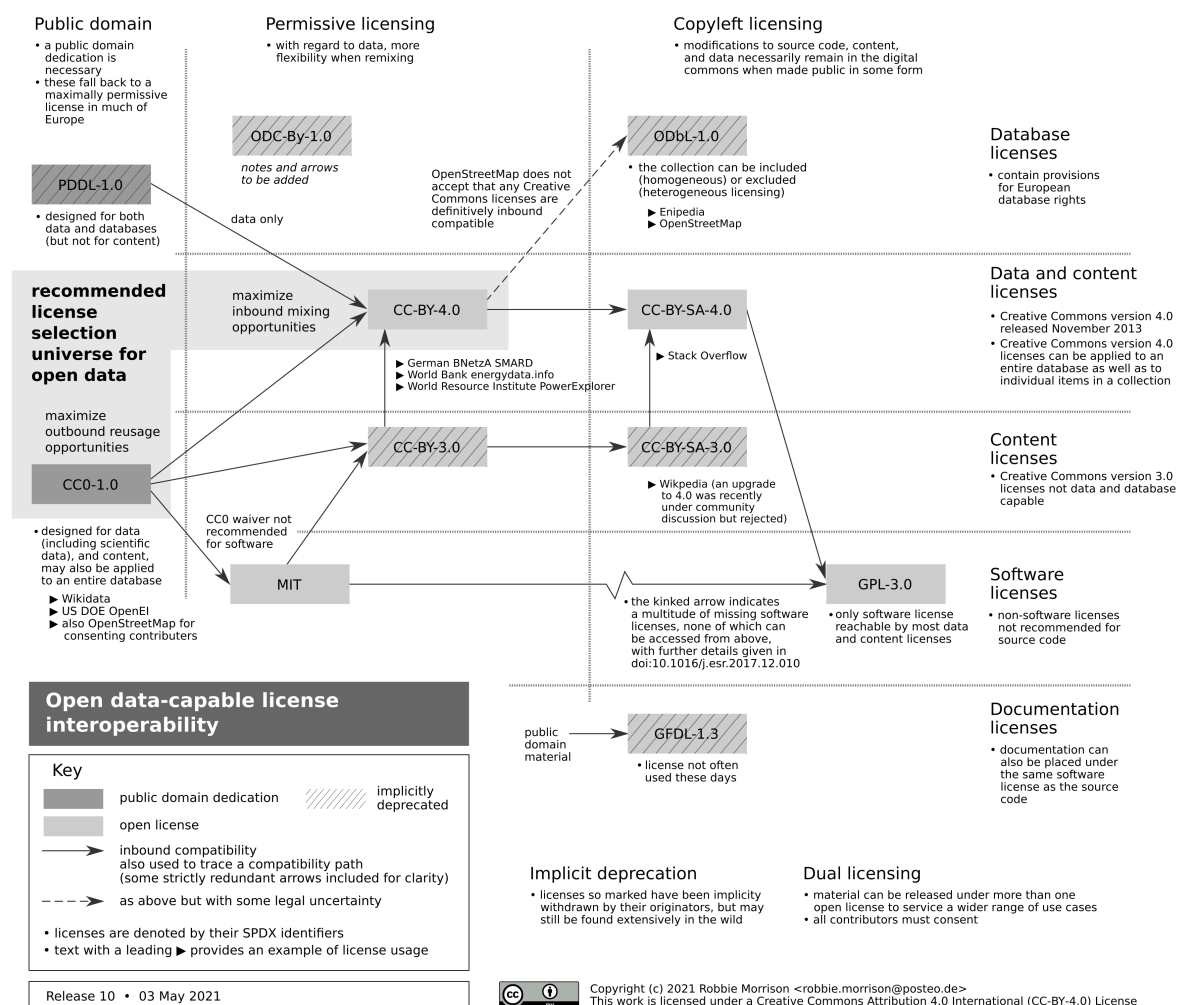 Public domain
• a public domain
dedication is
necessary
• these fall back to a
maximally permissive
license in much of
Europe
Permissive licensing
• with regard to data, more
flexibility when remixing
Copyleft licensing
• modifications to source code, content,
and data necessarily remain in the digital
commons when made public in some form
ODC-By-1.0
notes and arrows
to be added
ODbL-1.0
• the collection can be included
(homogeneous) or excluded
(heterogeneous licensing)
▶ Enipedia
▶ OpenStreetMap
Database
licenses
• contain provisions
for European
database rights
PDDL-1.0
• designed for both
data and databases
(but not for content)
data only
OpenStreetMap does not
accept that any Creative
Commons licenses are
definitively inbound
compatible
recommended
license
selection
universe for
open data
maximize
inbound mixing
opportunities
CC-BY-4.0
▶ German BNetzA SMARD
▶ World Bank energydata.info
▶ World Resource Institute PowerExplorer
CC-BY-SA-4.0
▶ Stack Overflow
Data and content
licenses
• Creative Commons version 4.0
released November 2013
• Creative Commons version 4.0
licenses can be applied to an
entire database as well as to
individual items in a collection
maximize
outbound reusage
opportunities
CC0-1.0
• designed for data
(including scientific
data), and content,
may also be applied
to an entire database
▶ Wikidata
▶ US DOE OpenEI
▶ also OpenStreetMap for
consenting contributers
CC-BY-3.0
CC-BY-SA-3.0
▶ Wikpedia (an upgrade
to 4.0 was recently
under community
discussion but rejected)
Content
licenses
• Creative Commons version 3.0
licenses not data and database
capable
CC0 waiver not
recommended
for software
MIT
• the kinked arrow indicates
a multitude of missing software
licenses, none of which can
be accessed from above,
with further details given in
doi:10.1016/j.esr.2017.12.010
GPL-3.0
• only software license
reachable by most data
and content licenses
Software
licenses
• non-software licenses
not recommended for
source code
Open data-capable license
interoperability
public
domain
material
GFDL-1.3
• license not often
used these days
Documentation
licenses
• documentation can
also be placed under
the same software
license as the source
code
Key
public domain dedication
implicitly
deprecated
open license
inbound compatibility
also used to trace a compatibility path
(some strictly redundant arrows included for clarity)
as above but with some legal uncertainty
• licenses are denoted by their SPDX identifiers
• text with a leading ▶ provides an example of license usage
Implicit deprecation
• licenses so marked have been implicity
withdrawn by their originators, but may
still be found extensively in the wild
Dual licensing
• material can be released under more than one
open license to service a wider range of use cases
• all contributors must consent
Release 10 • 03 May 2021
cc
Copyright (c) 2021 Robbie Morrison <robbie.morrison@posteo.de>
This work is licensed under a Creative Commons Attribution 4.0 International (CC-BY-4.0) License